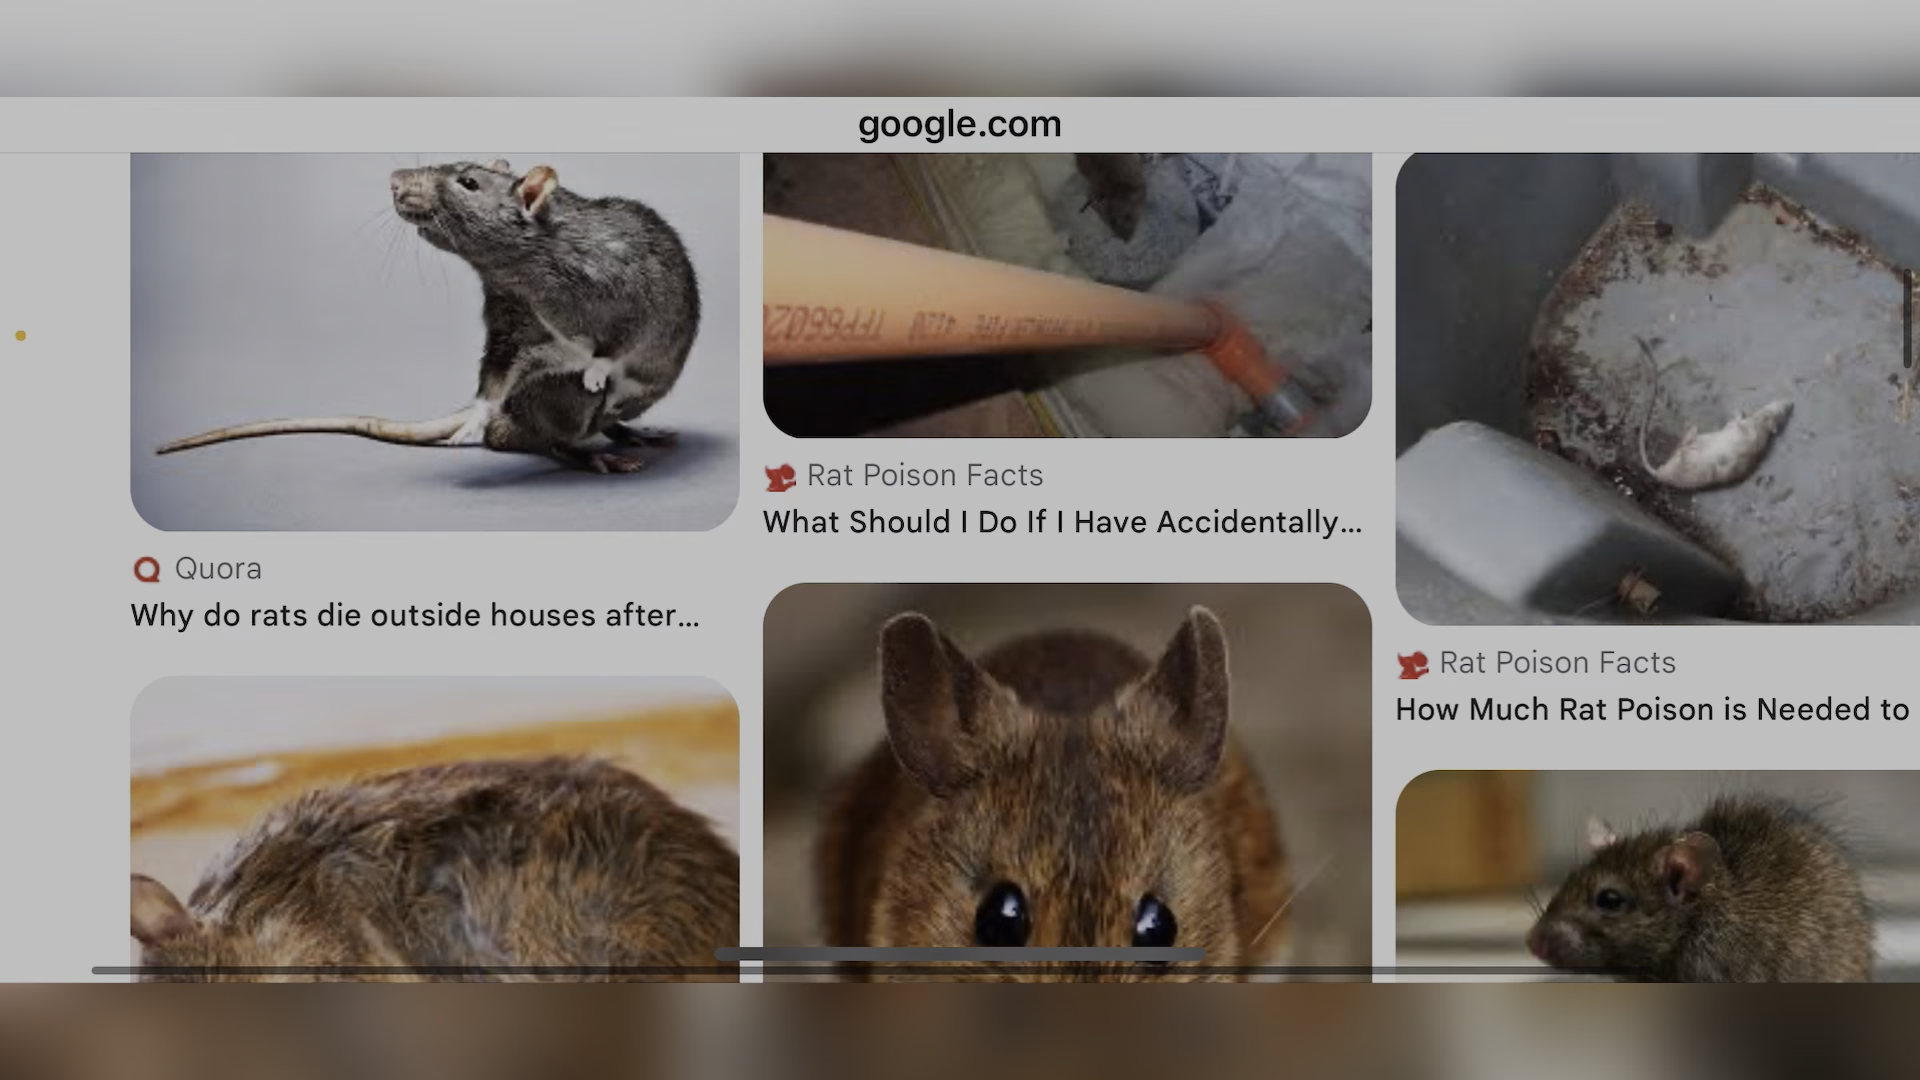 google.com
Quora
Why do rats die outside houses after...
Rat Poison Facts
What Should I Do If I Have Accidentally...
Rat Poison Facts
How Much Rat Poison is Needed to